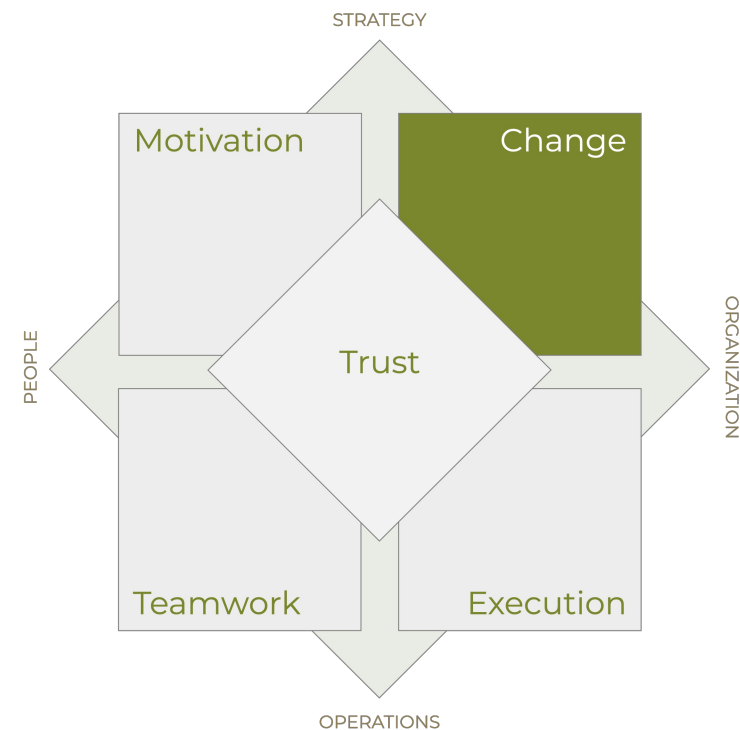 STRATEGY
Motivation
Change
PEOPLE
Trust
ORGANIZATION
Teamwork
Execution
OPERATIONS